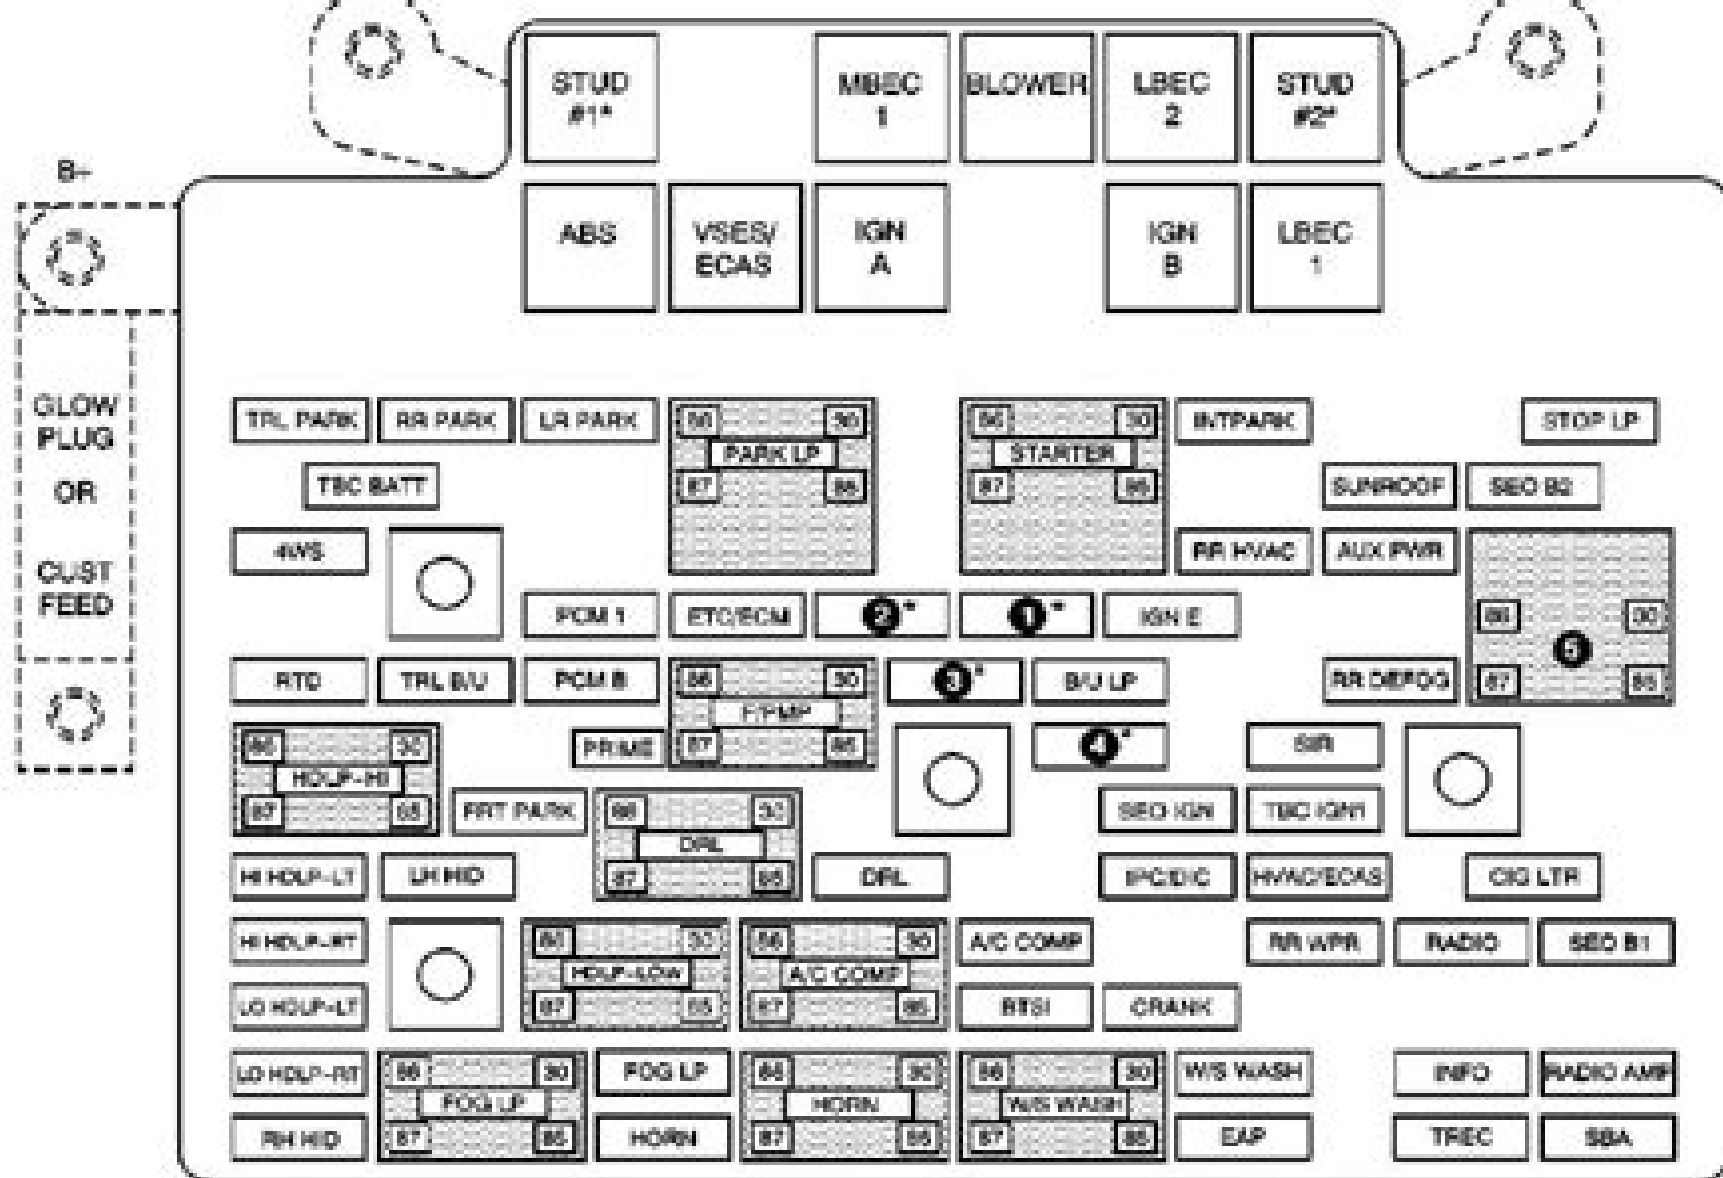 STUD
#1*
MBEC
1
BLOWER
LBEC
2
STUD
#2*
B+
ABS
VSES/
ECAS
IGN
A
IGN
B
LBEC
1
GLOW
PLUG
OR
CUST
FEED
TRL PARK
RR PARK
LR PARK
86 30
PARK LP
87 85
86 30
STARTER
87 85
INTPARK
STOP LP
TBC BATT
SUNROOF
SEO B2
4WS
RR HVAC
AUX PWR
PCM 1
ETC/ECM
2*
1*
IGN E
86 30
5
87 85
RTD
TRL B/U
PCM B
86 30
F/PMP
87 85
3*
B/U LP
RR DEFOG
86 30
HDLP-HI
87 85
PRIME
4*
SIR
FRT PARK
86 30
DRL
87 85
SEO IGN
TBC IGN1
HI HDLP-LT
LH HID
DRL
IPC/DIC
HVAC/ECAS
CIG LTR
HI HDLP-RT
86 30
HDLP-LOW
87 85
86 30
A/C COMP
87 85
A/C COMP
RR WPR
RADIO
SEO B1
LO HDLP-LT
BTSI
CRANK
LO HDLP-RT
86 30
FOG LP
87 85
FOG LP
86 30
HORN
87 85
86 30
W/S WASH
87 85
W/S WASH
INFO
RADIO AMP
RH HID
HORN
EAP
TREC
SBA